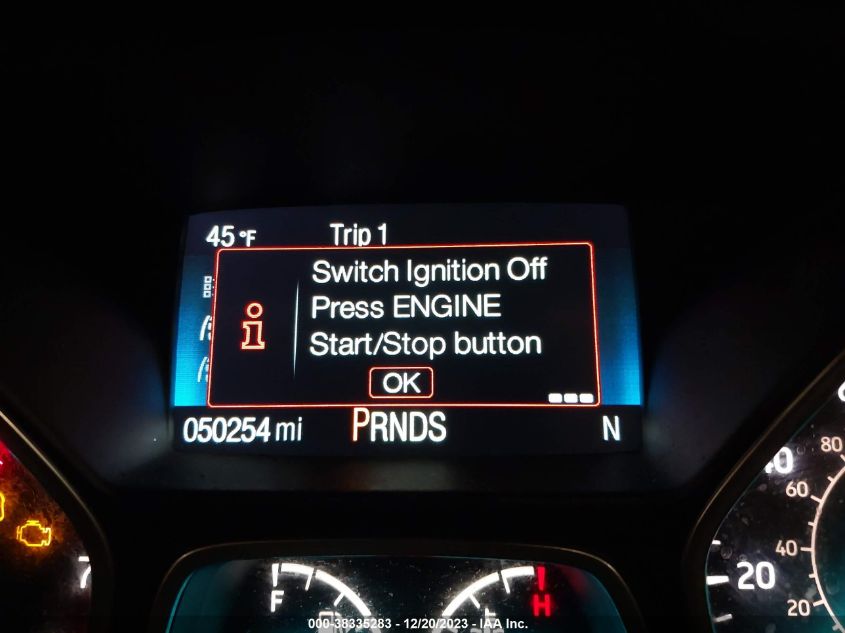 45 °F Trip 1
Switch Ignition Off
Press ENGINE
Start/Stop button
OK
050254 mi PRNDS N
7
F
H
80
60
40
20
20
000-38335283 - 12/20/2023 - IAA Inc.